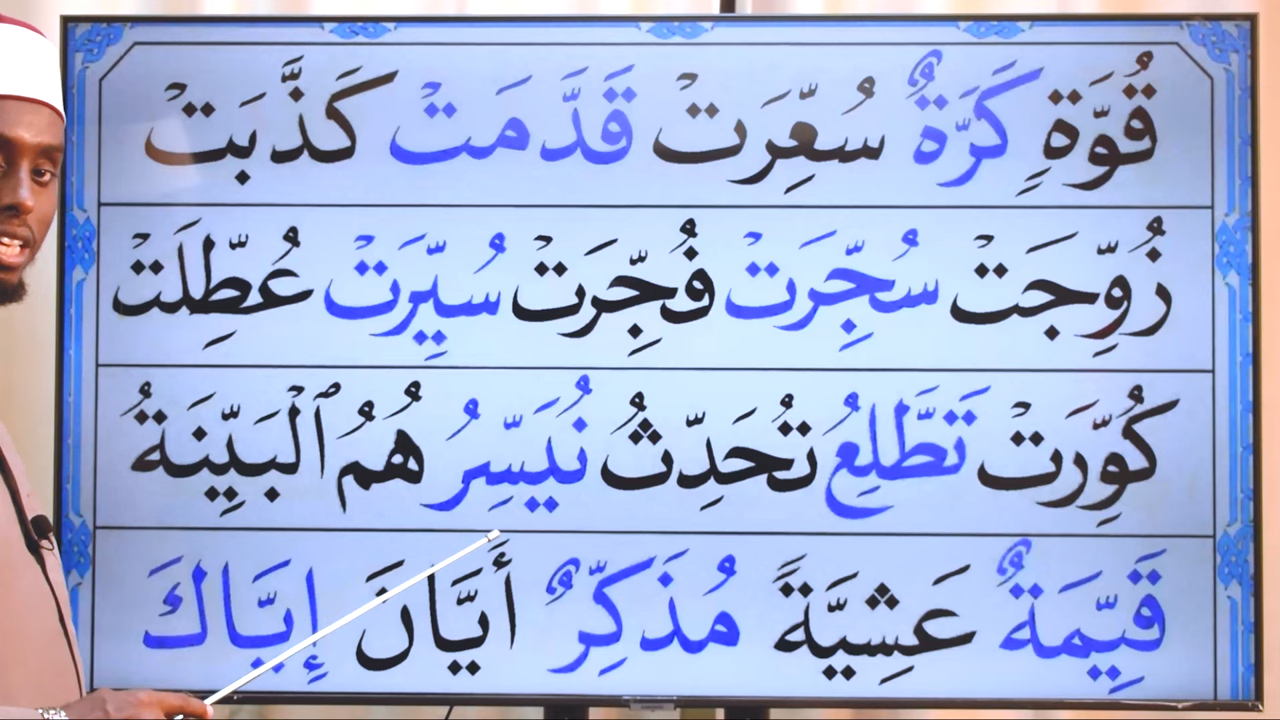 قُوَّةٍ كَرَّةٌ سُعِّرَتْ قَدَّمَتْ كَذَّبَتْ
زُوِّجَتْ سُجِّرَتْ فُجِّرَتْ سُيِّرَتْ عُطِّلَتْ
كُوِّرَتْ تَطَّلِعُ تُحَدِّثُ نُيَسِّرُ هُمُ ٱلْبَيِّنَةُ
قَيِّمَةٌ عَشِيَّةً مُذَكِّرٌ أَيَّانَ إِيَّاكَ